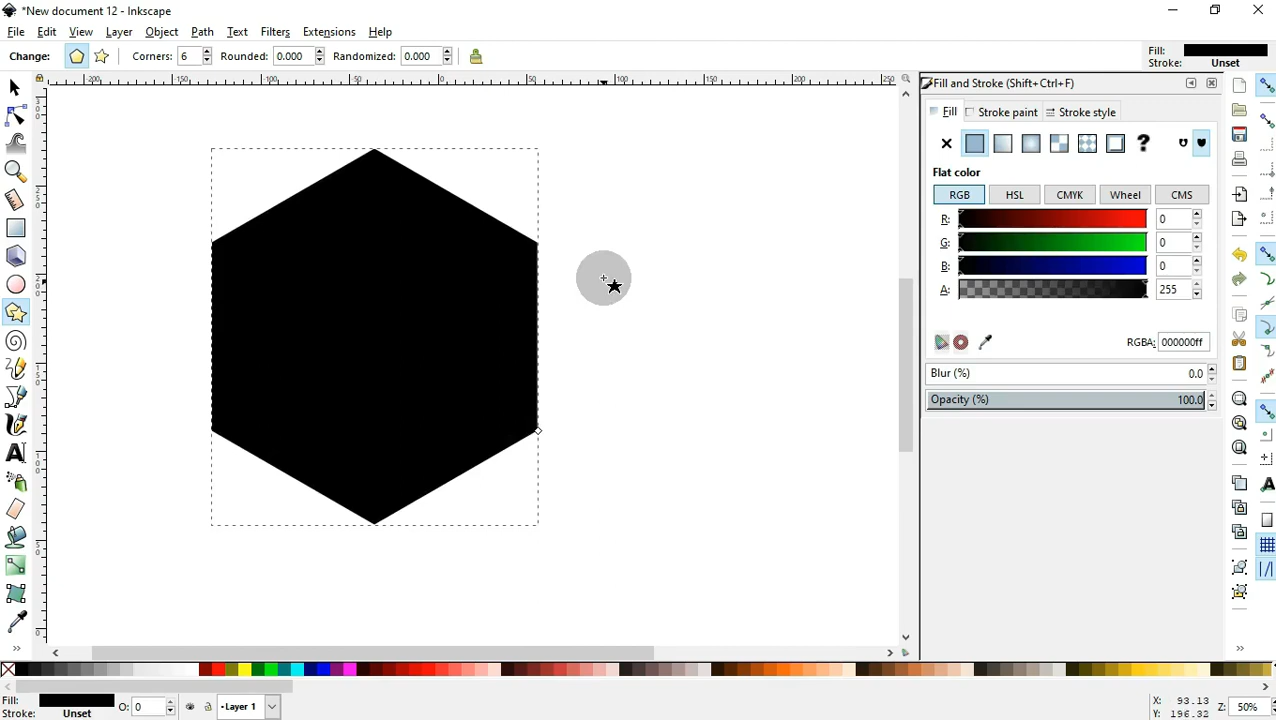 *New document 12 - Inkscape
File Edit View Layer Object Path Text Filters Extensions Help
Change: Corners: 6 Rounded: 0.000 Randomized: 0.000
Fill:
Stroke: Unset
Fill and Stroke (Shift+Ctrl+F)
Fill Stroke paint Stroke style
Flat color
RGB HSL CMYK Wheel CMS
R: 0
G: 0
B: 0
A: 255
RGBA: 000000ff
Blur (%) 0.0
Opacity (%) 100.0
Fill:
Stroke: Unset
O: 0
Layer 1
X: 93.13
Y: 196.32
Z: 50%